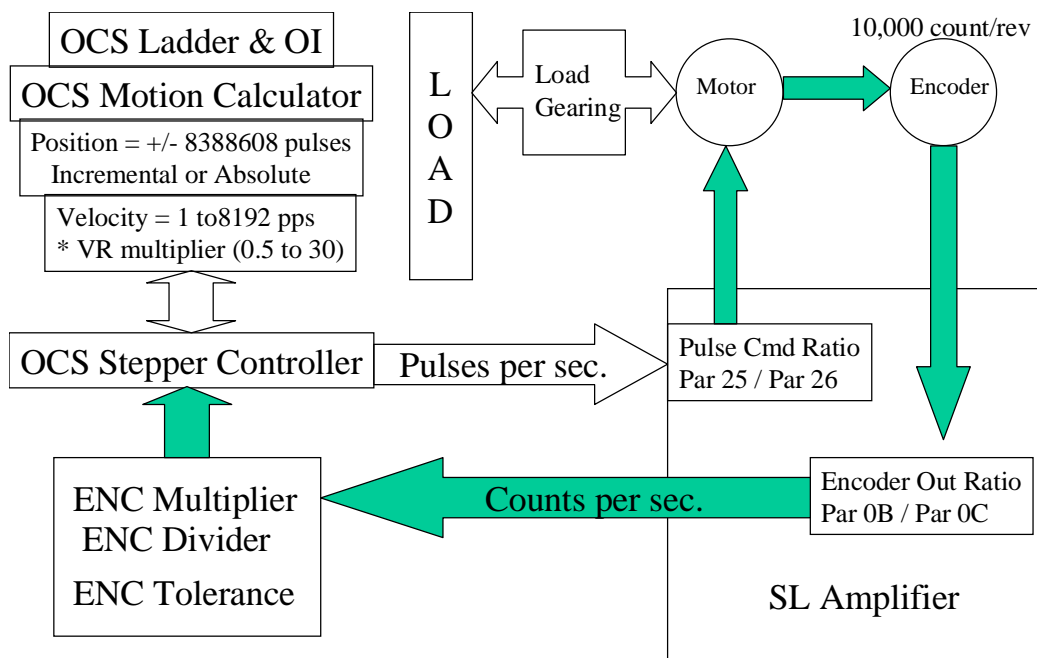 OCS Ladder & OI
OCS Motion Calculator
Position = +/- 8388608 pulses
Incremental or Absolute
Velocity = 1 to8192 pps
* VR multiplier (0.5 to 30)
OCS Stepper Controller
Pulses per sec.
ENC Multiplier
ENC Divider
ENC Tolerance
L
O
A
D
Load
Gearing
Motor
10,000 count/rev
Encoder
Pulse Cmd Ratio
Par 25 / Par 26
Counts per sec.
Encoder Out Ratio
Par 0B / Par 0C
SL Amplifier